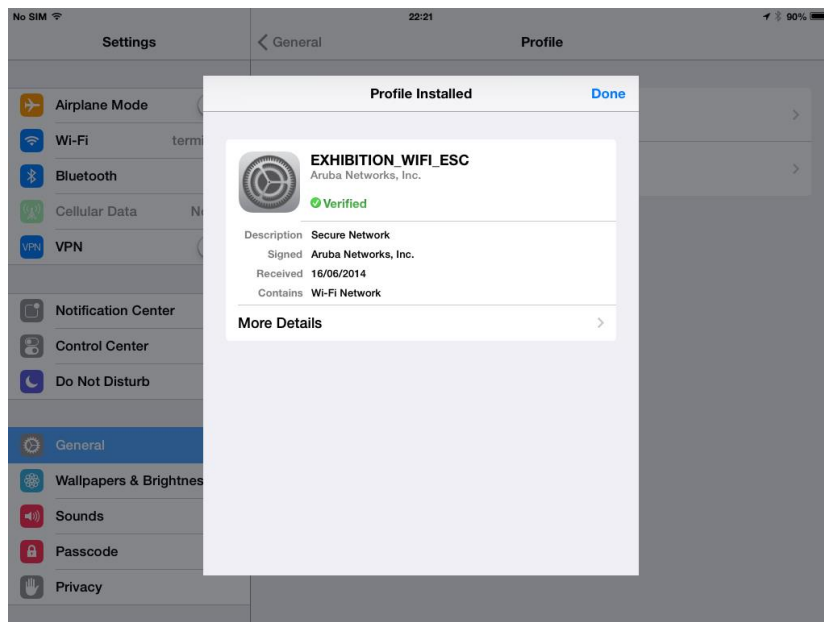 No SIM 22:21 90%
Settings
General Profile
Profile Installed Done
Airplane Mode
Wi-Fi
Bluetooth
Cellular Data
VPN VPN
Notification Center
Control Center
Do Not Disturb
General
Wallpapers & Brightnes
Sounds
Passcode
Privacy
EXHIBITION_WIFI_ESC
Aruba Networks, Inc.
Verified
Description Secure Network
Signed Aruba Networks, Inc.
Received 16/06/2014
Contains Wi-Fi Network
More Details